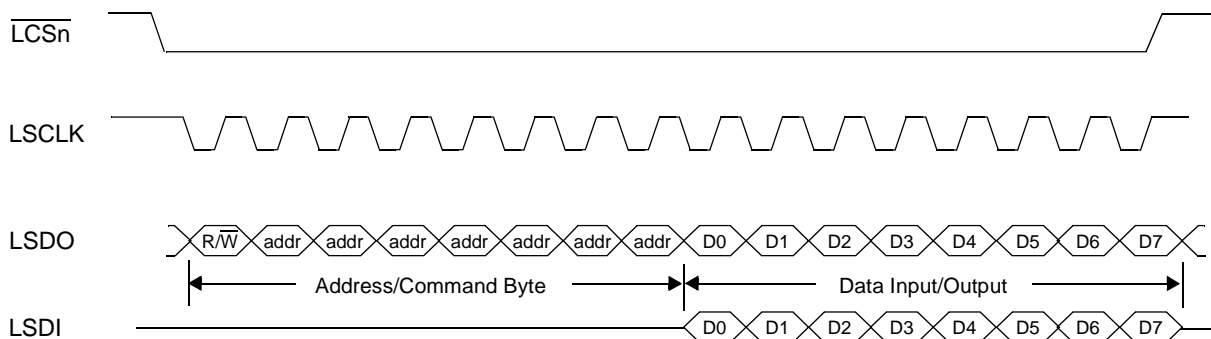 LCSn
LSCLK
LSDO R/W addr addr addr addr addr addr addr D0 D1 D2 D3 D4 D5 D6 D7
Address/Command Byte Data Input/Output
LSDI D0 D1 D2 D3 D4 D5 D6 D7